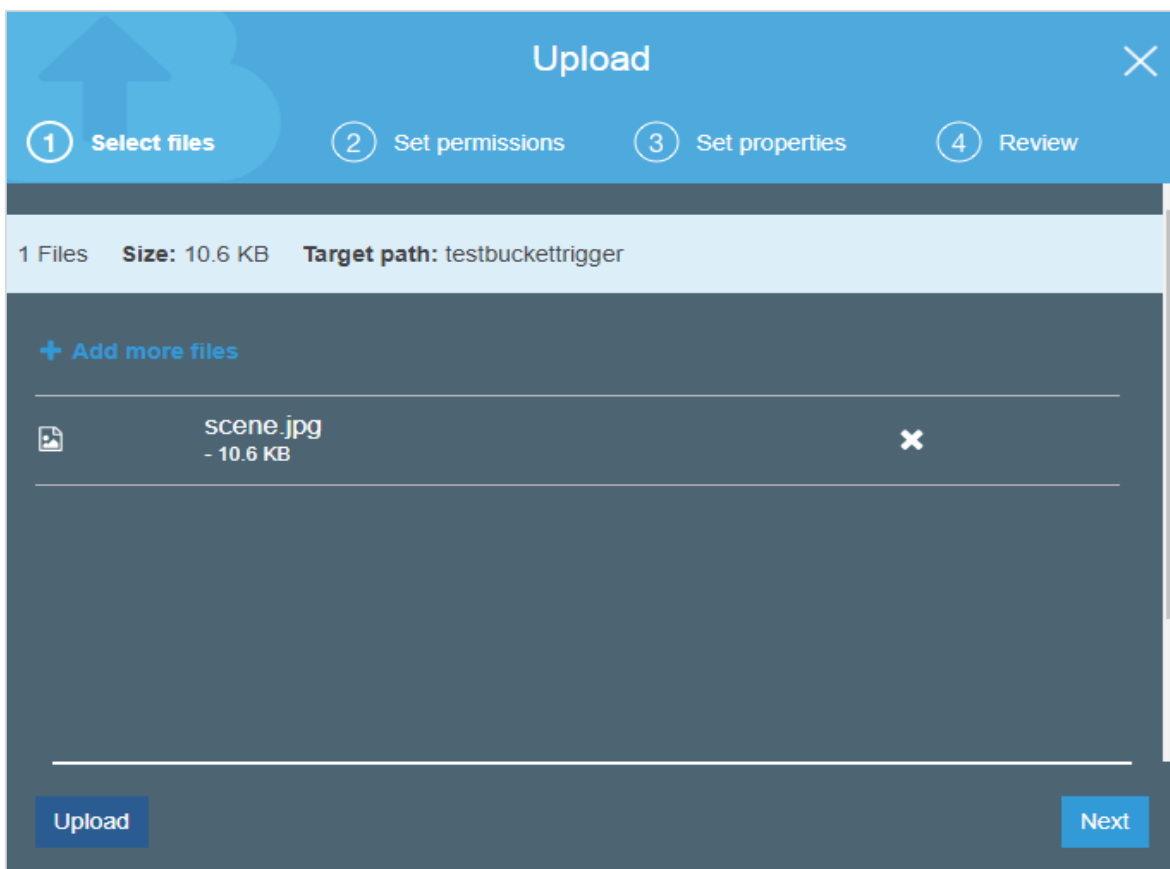 Upload
1 Select files 2 Set permissions 3 Set properties 4 Review
1 Files Size: 10.6 KB Target path: testbuckettrigger
Add more files
scene.jpg
- 10.6 KB
Upload Next